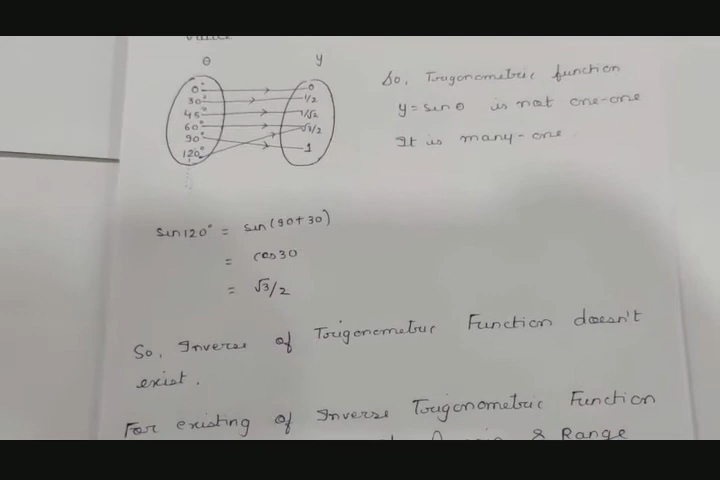 θ y
0° 0
30° 1/2
45° 1/√2
60° √3/2
90° 1
120°
So, Trigonometric function
y = sin θ is not one-one
It is many-one.
sin 120° = sin(90+30)
= cos 30
= √3/2
So, Inverse of Trigonometric Function doesn't
exist.
For existing of Inverse Trigonometric Function
& Range